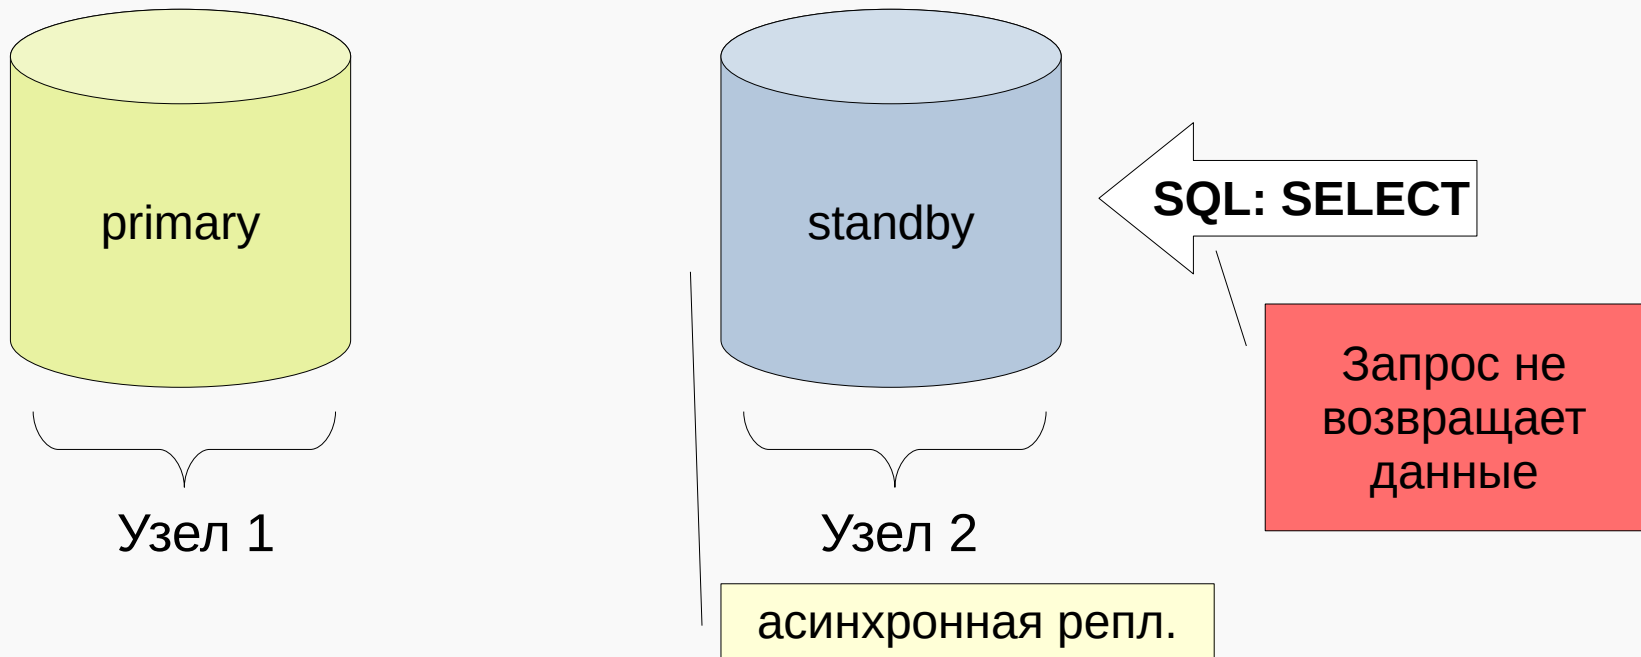 primary
standby
SQL: SELECT
Запрос не
возвращает
данные
Узел 1
Узел 2
асинхронная репл.